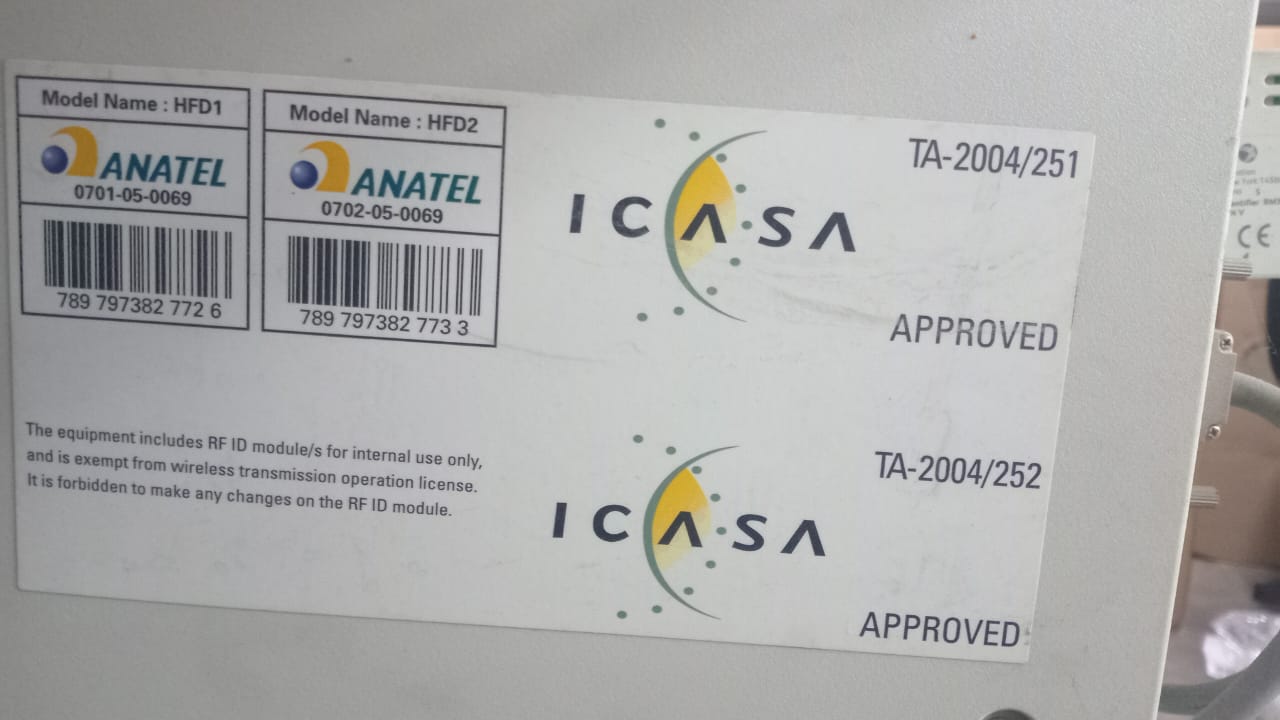 Model Name : HFD1
ANATEL
0701-05-0069
789 797382 772 6
Model Name : HFD2
ANATEL
0702-05-0069
789 797382 773 3
ICASA
TA-2004/251
APPROVED
The equipment includes RF ID module/s for internal use only,
and is exempt from wireless transmission operation license.
It is forbidden to make any changes on the RF ID module.
ICASA
TA-2004/252
APPROVED
CE